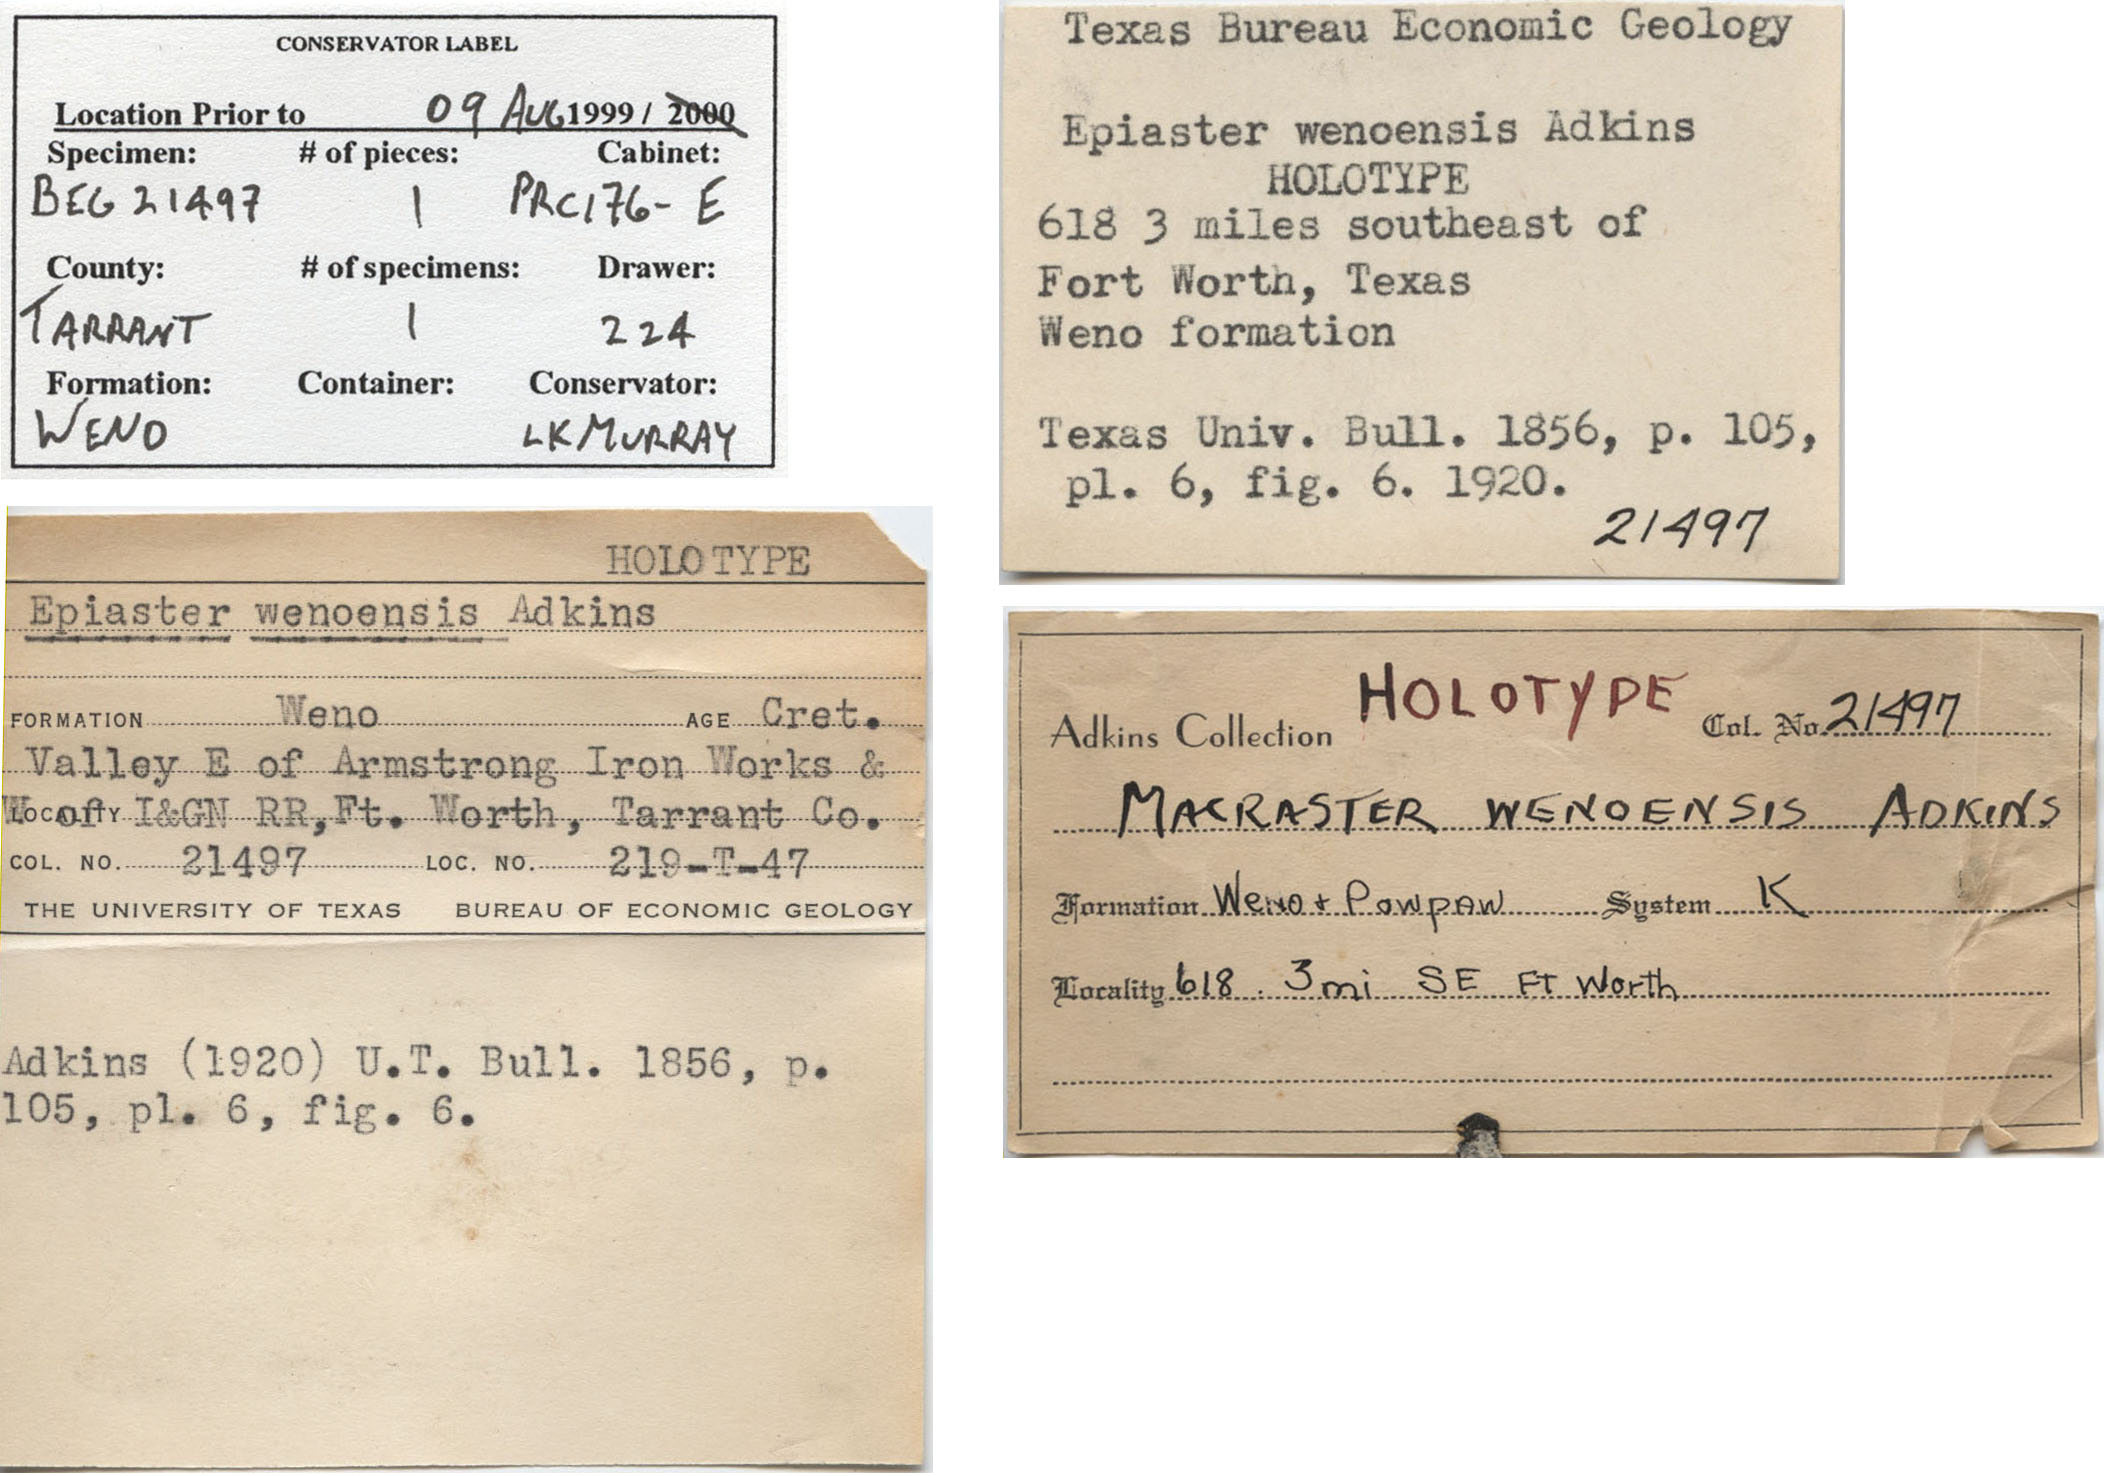 CONSERVATOR LABEL
Location Prior to 09 AUG 1999 / 2000
Specimen: # of pieces: Cabinet:
BEG 21497 1 PRC176-E
County: # of specimens: Drawer:
TARRANT 1 224
Formation: Container: Conservator:
WENO LK MURRAY
Texas Bureau Economic Geology
Epiaster wenoensis Adkins
HOLOTYPE
618 3 miles southeast of
Fort Worth, Texas
Weno formation
Texas Univ. Bull. 1856, p. 105,
pl. 6, fig. 6. 1920.
21497
HOLOTYPE
Epiaster wenoensis Adkins
FORMATION Weno AGE Cret.
Valley E of Armstrong Iron Works &
LOCALITY W of I&GN RR, Ft. Worth, Tarrant Co.
COL. NO. 21497 LOC. NO. 219-T-47
THE UNIVERSITY OF TEXAS BUREAU OF ECONOMIC GEOLOGY
Adkins (1920) U.T. Bull. 1856, p.
105, pl. 6, fig. 6.
Adkins Collection HOLOTYPE Col. No. 21497
MACRASTER WENOENSIS ADKINS
Formation Weno + Pawpaw System K
Locality 618. 3mi SE Ft Worth